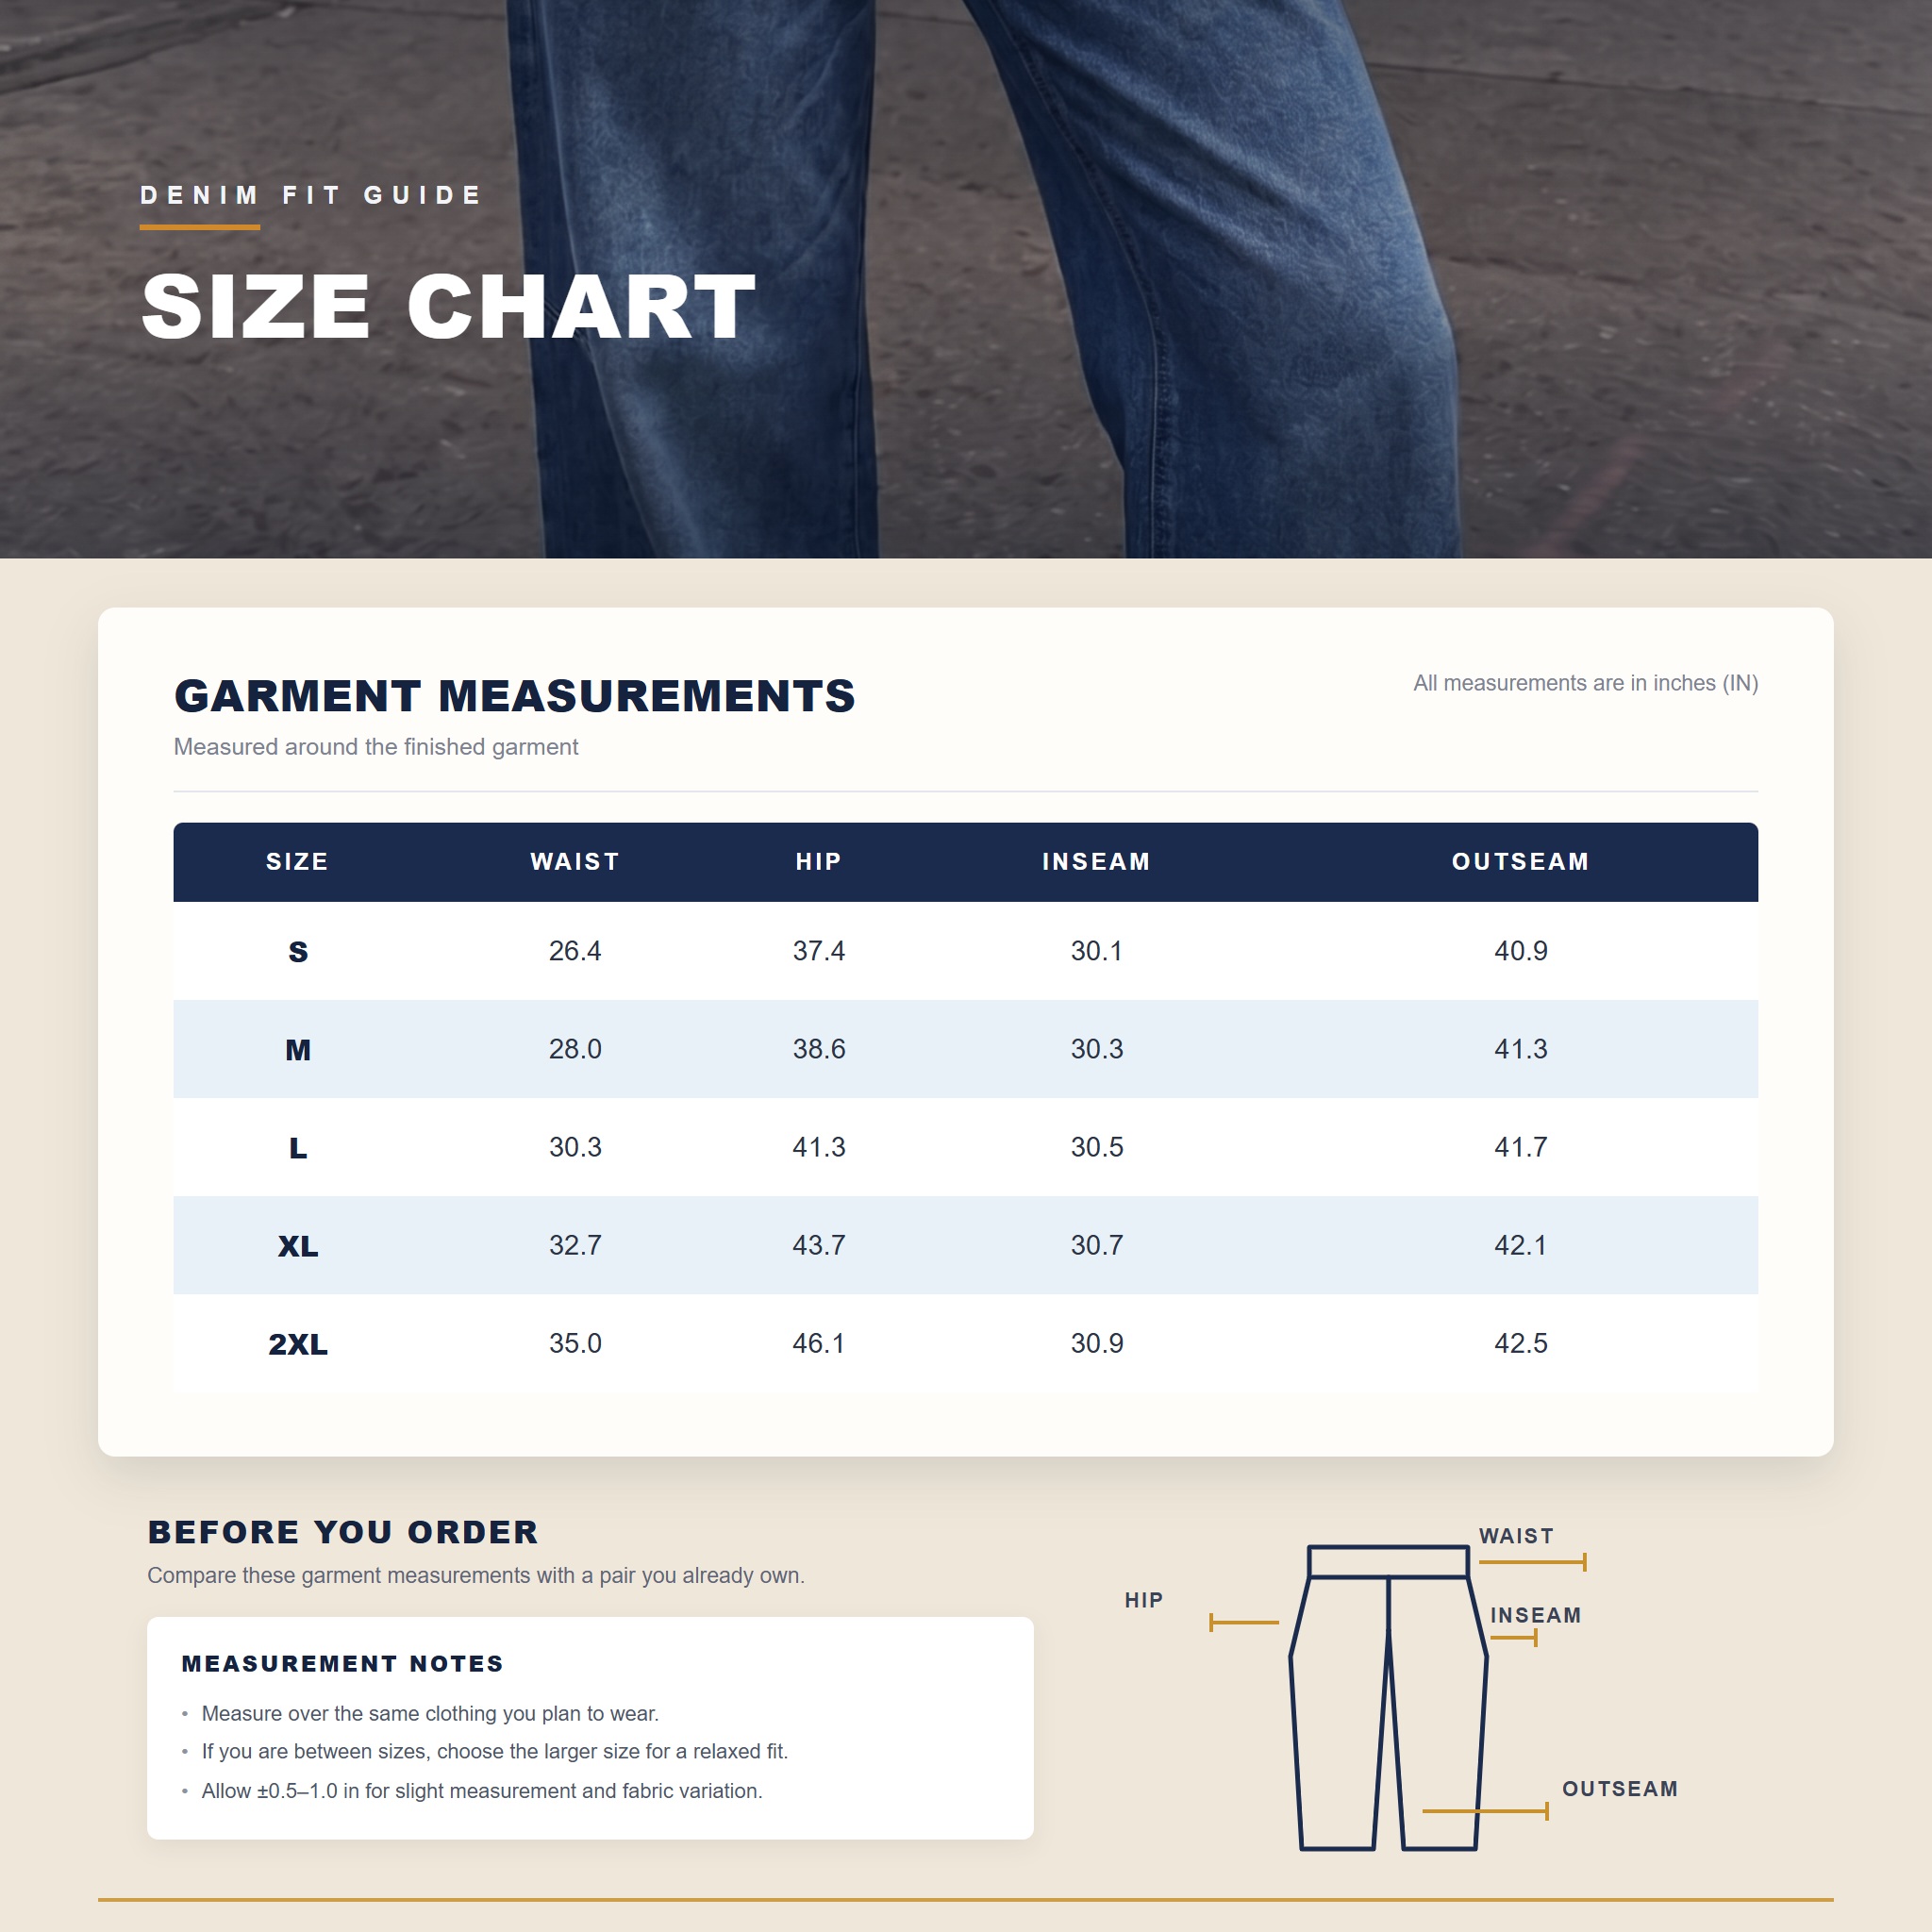 DENIM FIT GUIDE
SIZE CHART
GARMENT MEASUREMENTS
All measurements are in inches (IN)
Measured around the finished garment
SIZE WAIST HIP INSEAM OUTSEAM
S 26.4 37.4 30.1 40.9
M 28.0 38.6 30.3 41.3
L 30.3 41.3 30.5 41.7
XL 32.7 43.7 30.7 42.1
2XL 35.0 46.1 30.9 42.5
BEFORE YOU ORDER
Compare these garment measurements with a pair you already own.
MEASUREMENT NOTES
• Measure over the same clothing you plan to wear.
• If you are between sizes, choose the larger size for a relaxed fit.
• Allow ±0.5–1.0 in for slight measurement and fabric variation.
WAIST
HIP
INSEAM
OUTSEAM